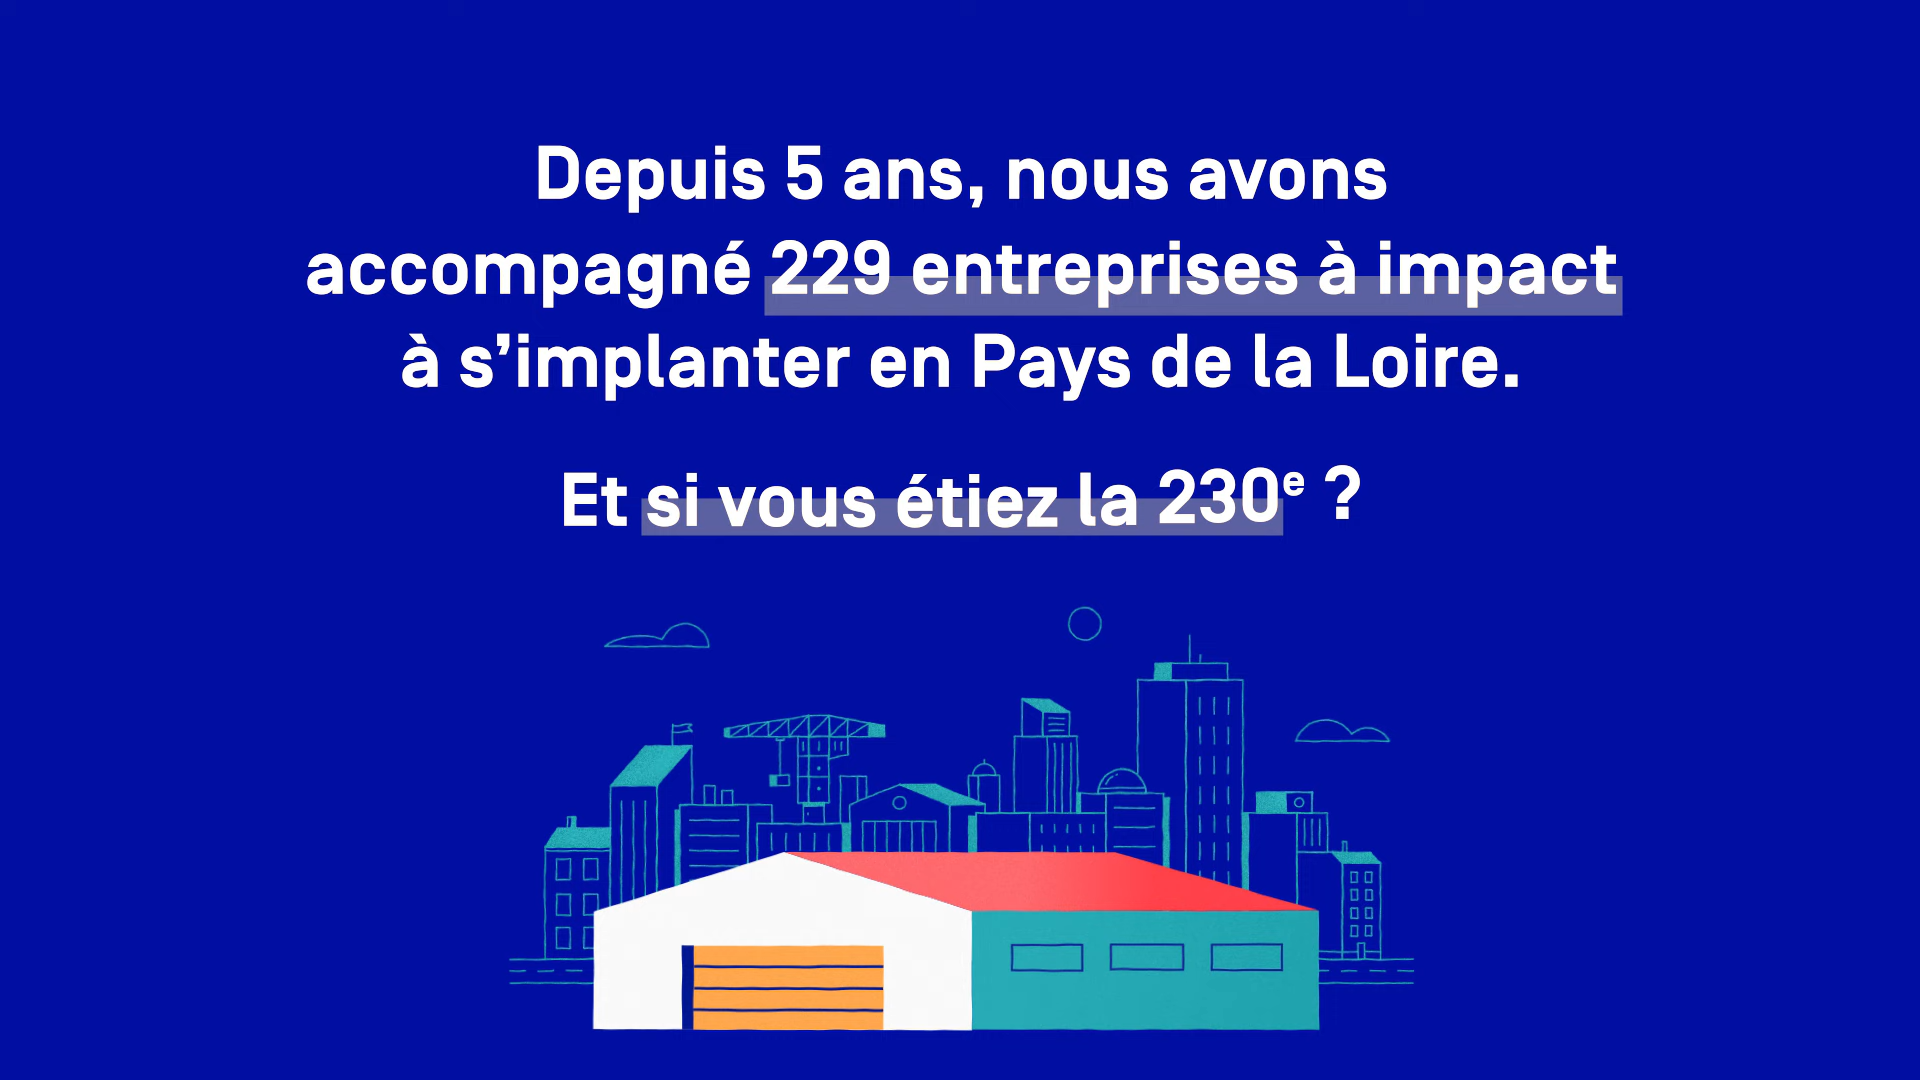 Depuis 5 ans, nous avons
accompagné 229 entreprises à impact
à s’implanter en Pays de la Loire.
Et si vous étiez la 230ᵉ ?